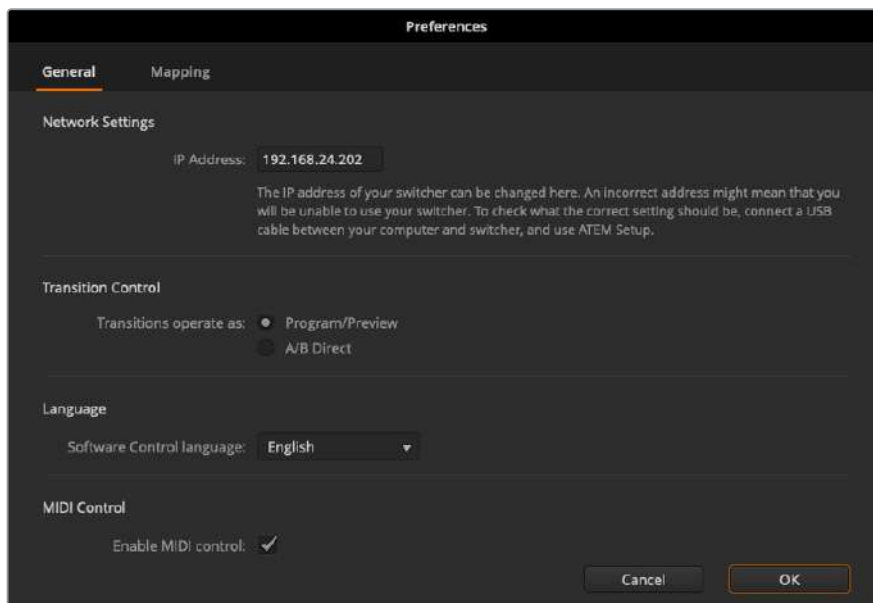 Preferences
General Mapping
Network Settings
IP Address: 192.168.24.202
The IP address of your switcher can be changed here. An incorrect address might mean that you
will be unable to use your switcher. To check what the correct setting should be, connect a USB
cable between your computer and switcher, and use ATEM Setup.
Transition Control
Transitions operate as: Program/Preview
A/B Direct
Language
Software Control language: English
MIDI Control
Enable MIDI control:
Cancel OK